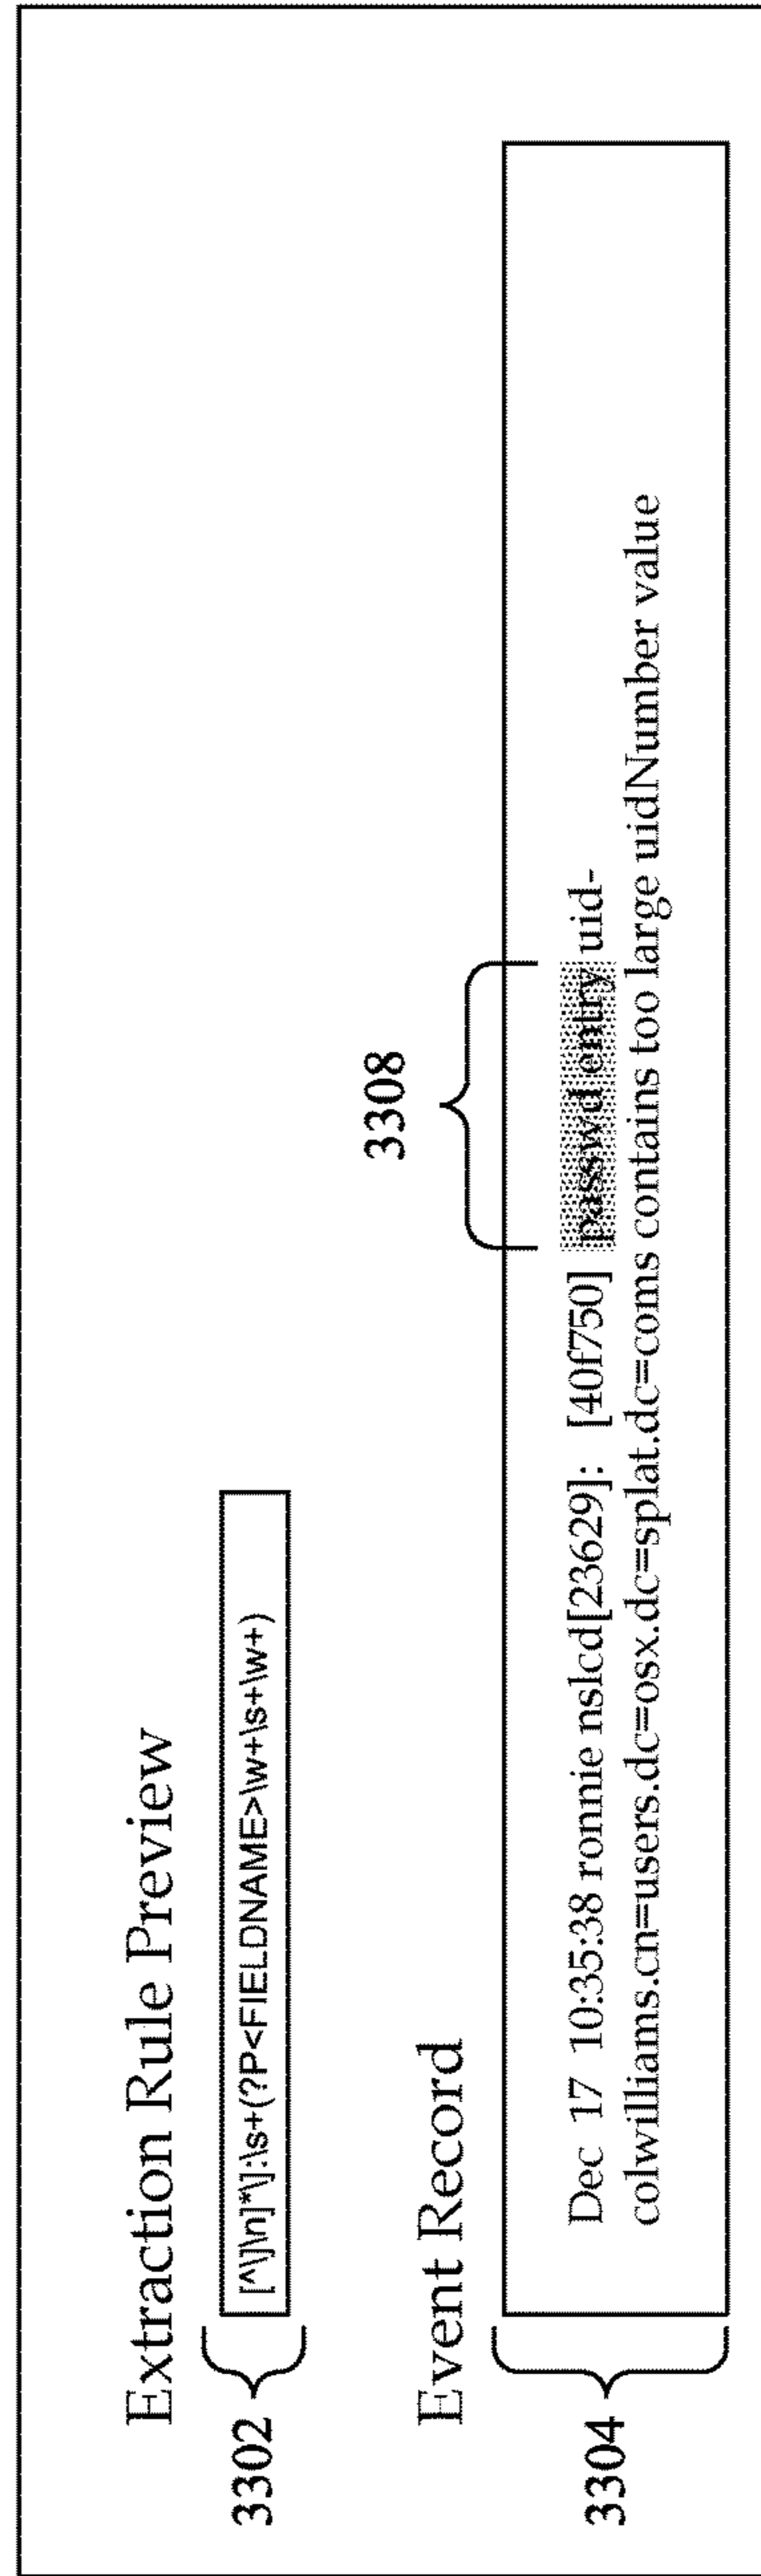 Extraction Rule Preview
3302
[^\]\n]*\]:\s+(?P<FIELDNAME>\w+\s+\w+)
Event Record
3308
3304
Dec 17 10:35:38 ronnie nslcd[23629]: [40f750] passwd entry uid-
colwilliams.cn=users.dc=osx.dc=splat.dc=coms contains too large uidNumber value